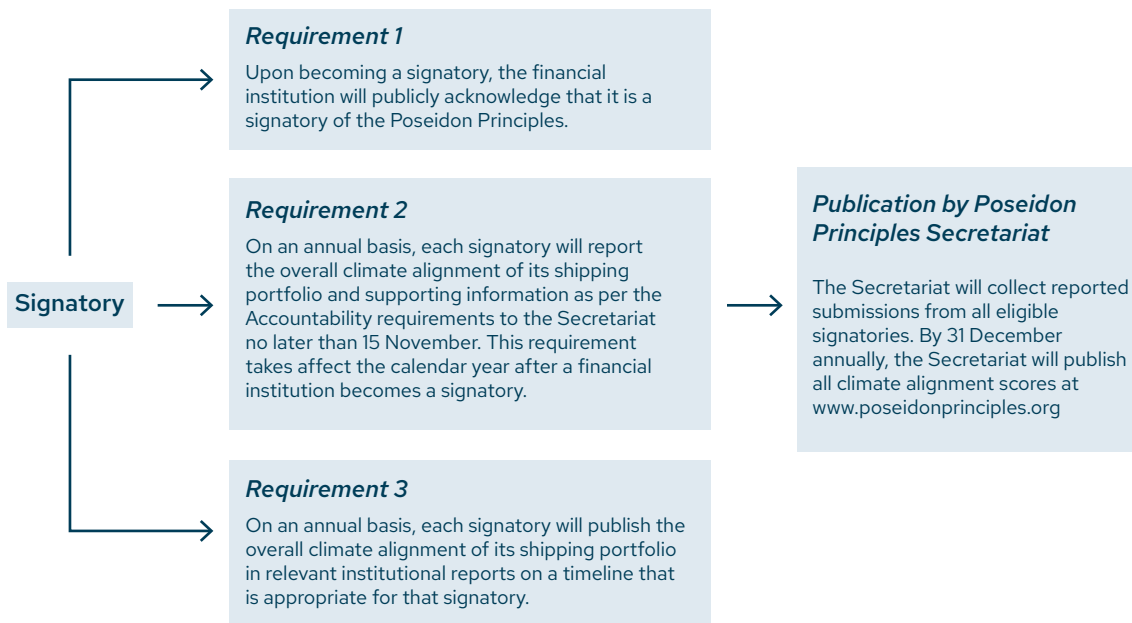 Requirement 1
Upon becoming a signatory, the financial
institution will publicly acknowledge that it is a
signatory of the Poseidon Principles.
Signatory
Requirement 2
On an annual basis, each signatory will report
the overall climate alignment of its shipping
portfolio and supporting information as per the
Accountability requirements to the Secretariat
no later than 15 November. This requirement
takes affect the calendar year after a financial
institution becomes a signatory.
Publication by Poseidon
Principles Secretariat
The Secretariat will collect reported
submissions from all eligible
signatories. By 31 December
annually, the Secretariat will publish
all climate alignment scores at
www.poseidonprinciples.org
Requirement 3
On an annual basis, each signatory will publish the
overall climate alignment of its shipping portfolio
in relevant institutional reports on a timeline that
is appropriate for that signatory.